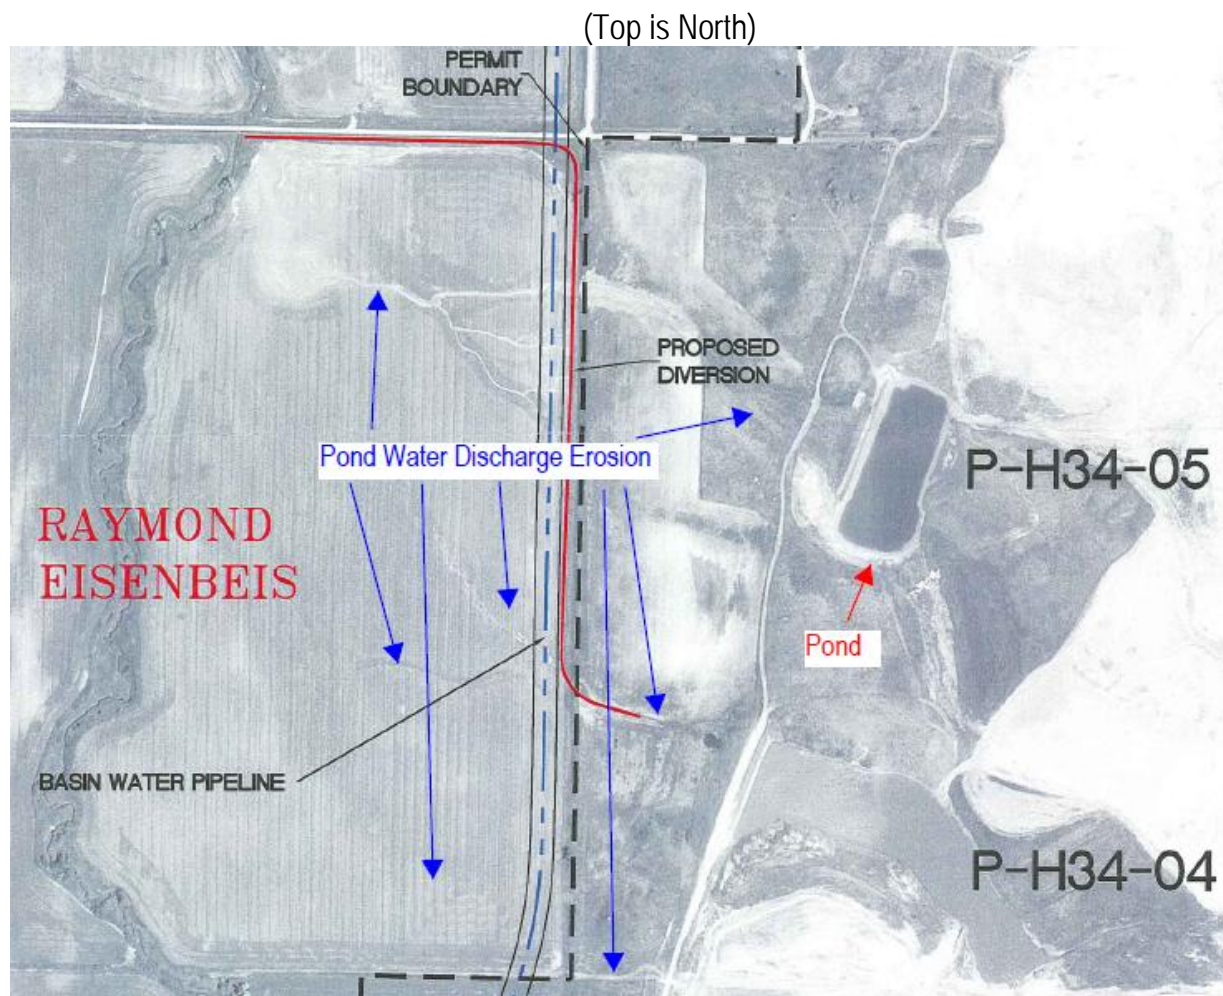 (Top is North)
PERMIT
BOUNDARY
PROPOSED
DIVERSION
Pond Water Discharge Erosion
P-H34-05
RAYMOND
EISENBEIS
Pond
BASIN WATER PIPELINE
P-H34-04